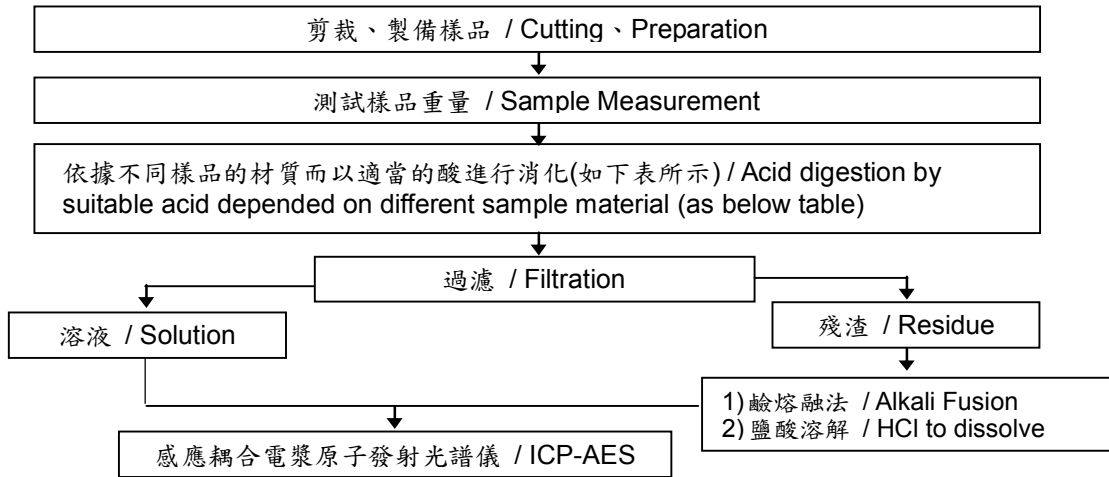 剪裁、製備樣品 / Cutting、Preparation
測試樣品重量 / Sample Measurement
依據不同樣品的材質而以適當的酸進行消化(如下表所示) / Acid digestion by
suitable acid depended on different sample material (as below table)
過濾 / Filtration
溶液 / Solution
殘渣 / Residue
1) 鹼熔融法 / Alkali Fusion
2) 鹽酸溶解 / HCl to dissolve
感應耦合電漿原子發射光譜儀 / ICP-AES